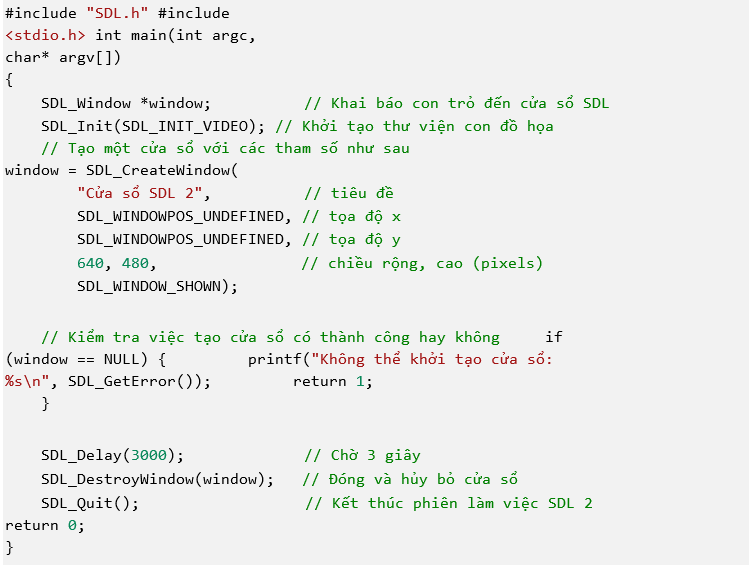 #include "SDL.h" #include
<stdio.h> int main(int argc,
char* argv[])
{
    SDL_Window *window;          // Khai báo con trỏ đến cửa sổ SDL
    SDL_Init(SDL_INIT_VIDEO); // Khởi tạo thư viện con đồ họa
    // Tạo một cửa sổ với các tham số như sau
window = SDL_CreateWindow(
        "Cửa sổ SDL 2",          // tiêu đề
        SDL_WINDOWPOS_UNDEFINED, // tọa độ x
        SDL_WINDOWPOS_UNDEFINED, // tọa độ y
        640, 480,                // chiều rộng, cao (pixels)
        SDL_WINDOW_SHOWN);
    // Kiểm tra việc tạo cửa sổ có thành công hay không     if
(window == NULL) {         printf("Không thể khởi tạo cửa sổ:
%s\n", SDL_GetError());         return 1;
    }
    SDL_Delay(3000);             // Chờ 3 giây
    SDL_DestroyWindow(window);   // Đóng và hủy bỏ cửa sổ
    SDL_Quit();                  // Kết thúc phiên làm việc SDL 2
return 0;
}